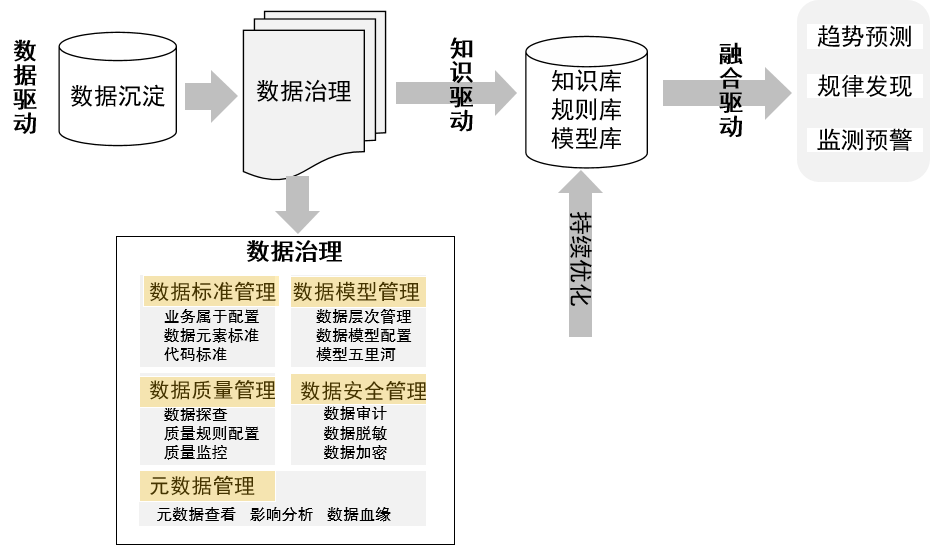 数据驱动
数据沉淀
数据治理
知识驱动
知识库
规则库
模型库
融合驱动
趋势预测
规律发现
监测预警
持续优化
数据治理
数据标准管理
业务属于配置
数据元素标准
代码标准
数据模型管理
数据层次管理
数据模型配置
模型五里河
数据质量管理
数据探查
质量规则配置
质量监控
数据安全管理
数据审计
数据脱敏
数据加密
元数据管理
元数据查看 影响分析 数据血缘